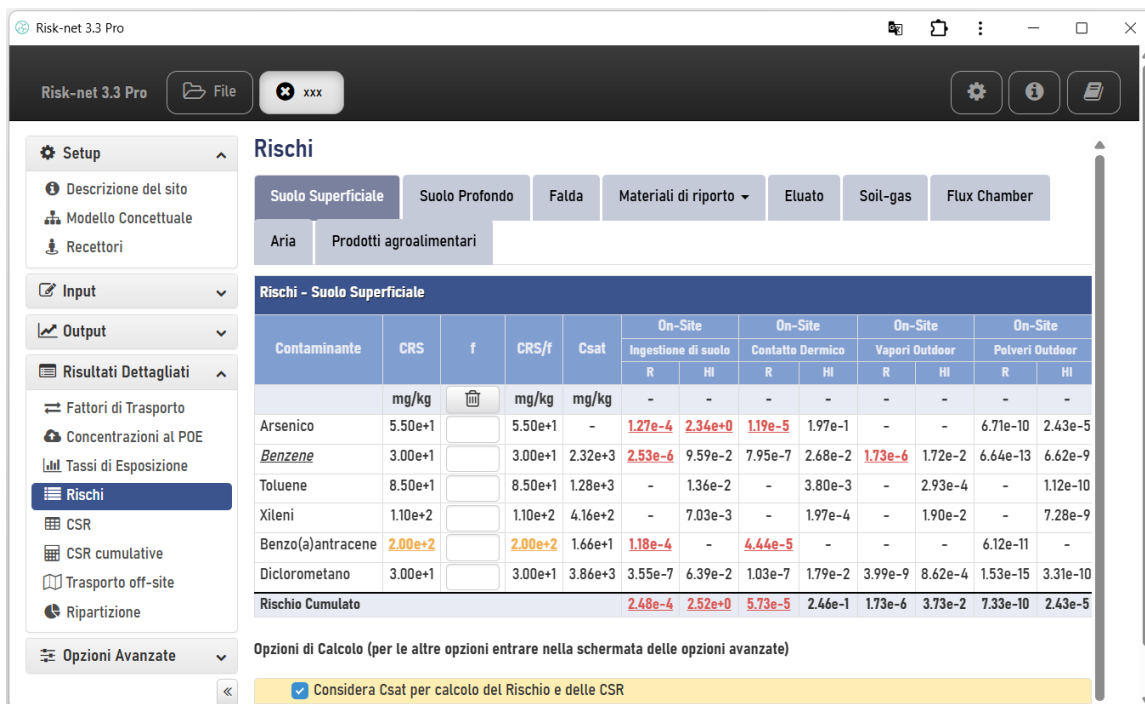 Risk-net 3.3 Pro
Risk-net 3.3 Pro File xxx
Setup
Descrizione del sito
Modello Concettuale
Recettori
Input
Output
Risultati Dettagliati
Fattori di Trasporto
Concentrazioni al POE
Tassi di Esposizione
Rischi
CSR
CSR cumulative
Trasporto off-site
Ripartizione
Opzioni Avanzate
«
Rischi
Suolo Superficiale Suolo Profondo Falda Materiali di riporto Eluato Soil-gas Flux Chamber
Aria Prodotti agroalimentari
Rischi - Suolo Superficiale
On-Site On-Site On-Site On-Site
Contaminante CRS f CRS/f Csat Ingestione di suolo Contatto Dermico Vapori Outdoor Polveri Outdoor
R HI R HI R HI R HI
mg/kg mg/kg mg/kg - - - - - - - -
Arsenico 5.50e+1 5.50e+1 - 1.27e-4 2.34e+0 1.19e-5 1.97e-1 - - 6.71e-10 2.43e-5
Benzene 3.00e+1 3.00e+1 2.32e+3 2.53e-6 9.59e-2 7.95e-7 2.68e-2 1.73e-6 1.72e-2 6.64e-13 6.62e-9
Toluene 8.50e+1 8.50e+1 1.28e+3 - 1.36e-2 - 3.80e-3 - 2.93e-4 - 1.12e-10
Xileni 1.10e+2 1.10e+2 4.16e+2 - 7.03e-3 - 1.97e-4 - 1.90e-2 - 7.28e-9
Benzo(a)antracene 2.00e+2 2.00e+2 1.66e+1 1.18e-4 - 4.44e-5 - - - 6.12e-11 -
Diclorometano 3.00e+1 3.00e+1 3.86e+3 3.55e-7 6.39e-2 1.03e-7 1.79e-2 3.99e-9 8.62e-4 1.53e-15 3.31e-10
Rischio Cumulato 2.48e-4 2.52e+0 5.73e-5 2.46e-1 1.73e-6 3.73e-2 7.33e-10 2.43e-5
Opzioni di Calcolo (per le altre opzioni entrare nella schermata delle opzioni avanzate)
Considera Csat per calcolo del Rischio e delle CSR